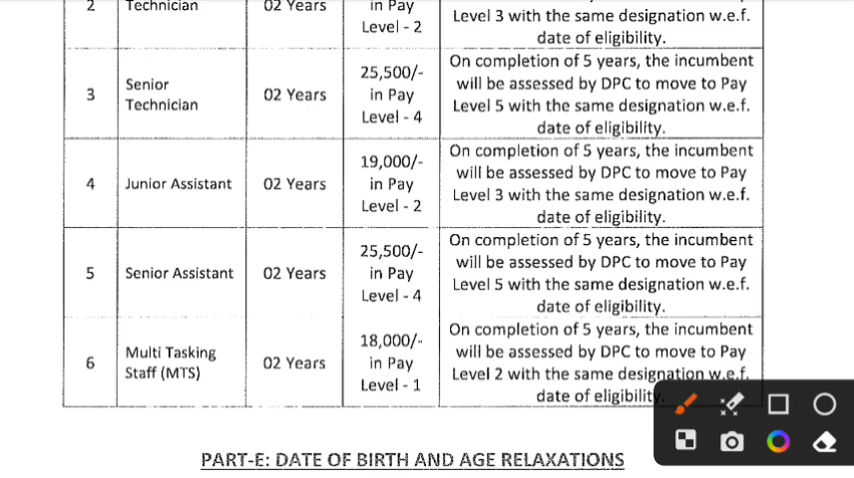 2
Technician
02 Years
in Pay
Level - 2
Level 3 with the same designation w.e.f.
date of eligibility.
3
Senior
Technician
02 Years
25,500/-
in Pay
Level - 4
On completion of 5 years, the incumbent
will be assessed by DPC to move to Pay
Level 5 with the same designation w.e.f.
date of eligibility.
4
Junior Assistant
02 Years
19,000/-
in Pay
Level - 2
On completion of 5 years, the incumbent
will be assessed by DPC to move to Pay
Level 3 with the same designation w.e.f.
date of eligibility.
5
Senior Assistant
02 Years
25,500/-
in Pay
Level - 4
On completion of 5 years, the incumbent
will be assessed by DPC to move to Pay
Level 5 with the same designation w.e.f.
date of eligibility.
6
Multi Tasking
Staff (MTS)
02 Years
18,000/-
in Pay
Level - 1
On completion of 5 years, the incumbent
will be assessed by DPC to move to Pay
Level 2 with the same designation w.e.f.
date of eligibility.
PART-E: DATE OF BIRTH AND AGE RELAXATIONS